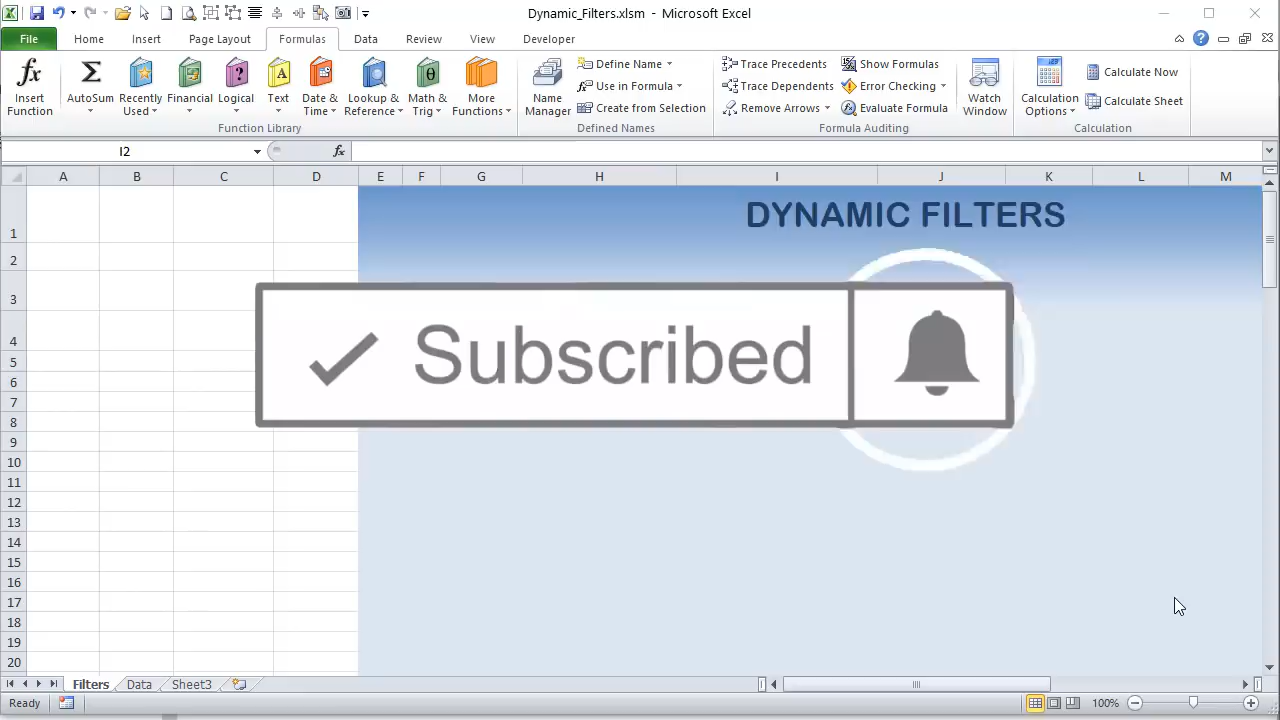 Dynamic_Filters.xlsm - Microsoft Excel
File Home Insert Page Layout Formulas Data Review View Developer
fx Insert Function
Σ AutoSum
Recently Used
Financial
Logical
Text
Date & Time
Lookup & Reference
Math & Trig
More Functions
Function Library
Name Manager
Define Name
Use in Formula
Create from Selection
Defined Names
Trace Precedents
Trace Dependents
Remove Arrows
Show Formulas
Error Checking
Evaluate Formula
Formula Auditing
Watch Window
Calculation Options
Calculate Now
Calculate Sheet
Calculation
I2 fx
A B C D E F G H I J K L M
1
DYNAMIC FILTERS
2
3
Subscribed
4
5
6
7
8
9
10
11
12
13
14
15
16
17
18
19
20
Filters Data Sheet3
Ready 100%